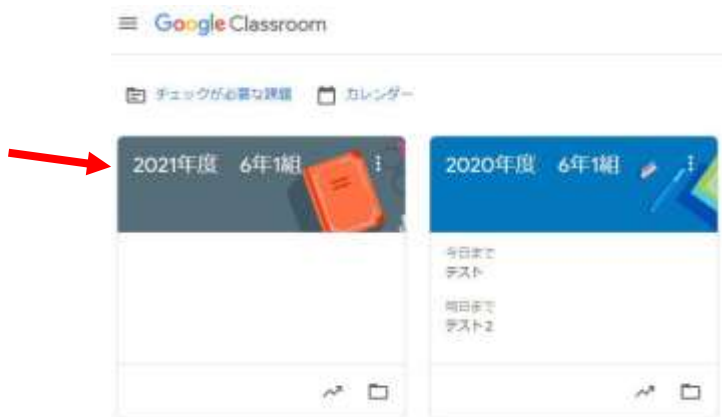 Google Classroom
チェックが必要な課題 カレンダー
2021年度 6年1組
2020年度 6年1組
今日まで
テスト
明日まで
テスト2